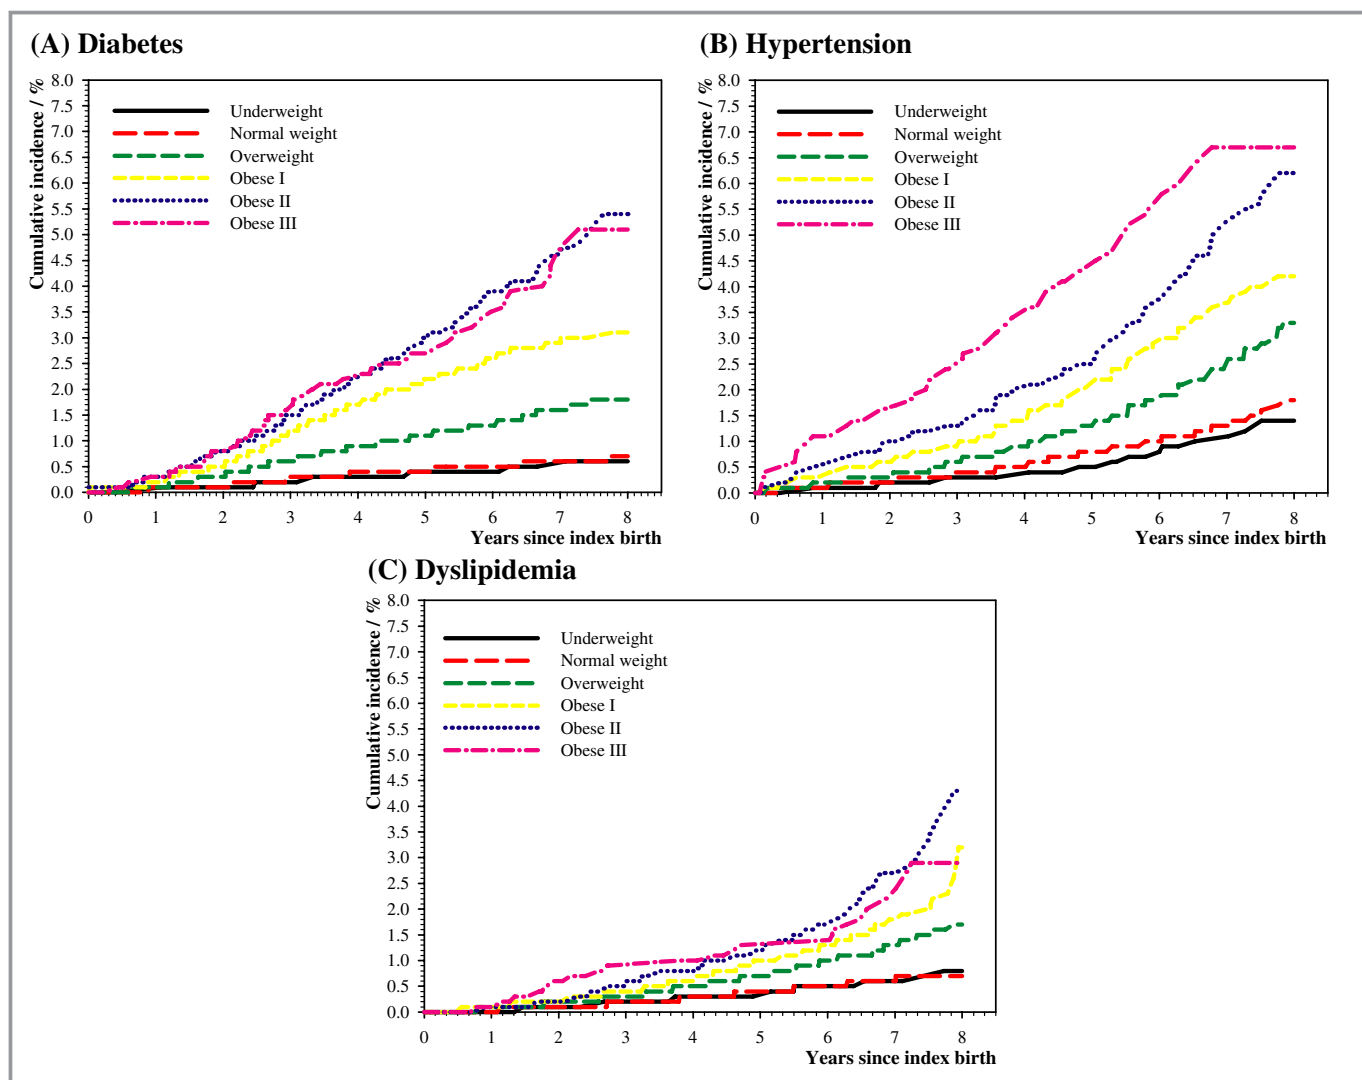 (A) Diabetes
Cumulative incidence / %
8.0
7.5
7.0
6.5
6.0
5.5
5.0
4.5
4.0
3.5
3.0
2.5
2.0
1.5
1.0
0.5
0.0
Underweight
Normal weight
Overweight
Obese I
Obese II
Obese III
0 1 2 3 4 5 6 7 8
Years since index birth
(B) Hypertension
Cumulative incidence / %
8.0
7.5
7.0
6.5
6.0
5.5
5.0
4.5
4.0
3.5
3.0
2.5
2.0
1.5
1.0
0.5
0.0
Underweight
Normal weight
Overweight
Obese I
Obese II
Obese III
0 1 2 3 4 5 6 7 8
Years since index birth
(C) Dyslipidemia
Cumulative incidence / %
8.0
7.5
7.0
6.5
6.0
5.5
5.0
4.5
4.0
3.5
3.0
2.5
2.0
1.5
1.0
0.5
0.0
Underweight
Normal weight
Overweight
Obese I
Obese II
Obese III
0 1 2 3 4 5 6 7 8
Years since index birth